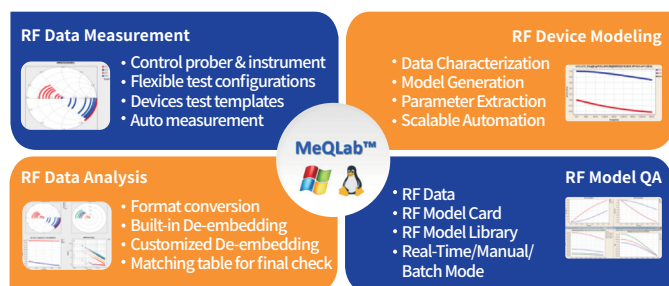 RF Data Measurement
• Control prober & instrument
• Flexible test configurations
• Devices test templates
• Auto measurement
RF Device Modeling
• Data Characterization
• Model Generation
• Parameter Extraction
• Scalable Automation
MeQLab™
RF Data Analysis
• Format conversion
• Built-in De-embedding
• Customized De-embedding
• Matching table for final check
RF Model QA
• RF Data
• RF Model Card
• RF Model Library
• Real-Time/Manual/
Batch Mode